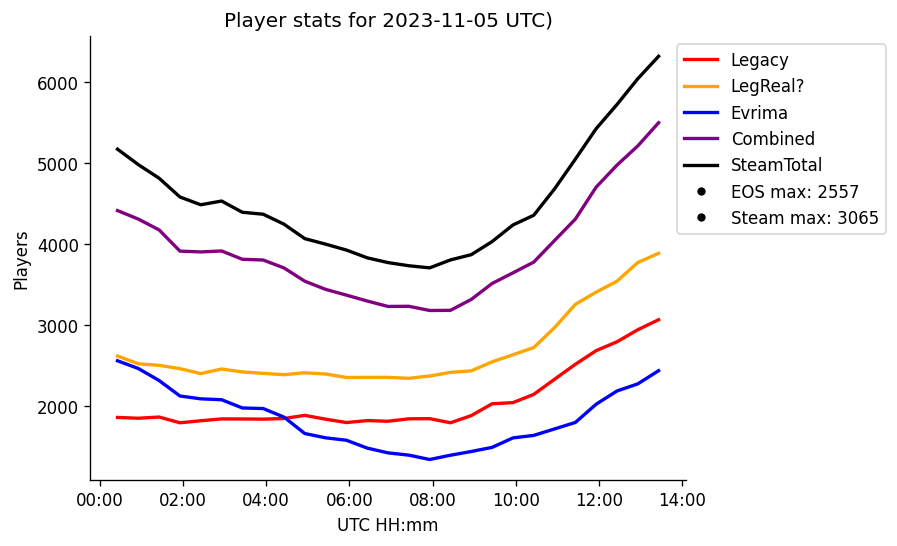 Player stats for 2023-11-05 UTC)
Legacy
LegReal?
Evrima
Combined
SteamTotal
EOS max: 2557
Steam max: 3065
6000
5000
4000
3000
2000
Players
00:00 02:00 04:00 06:00 08:00 10:00 12:00 14:00
UTC HH:mm